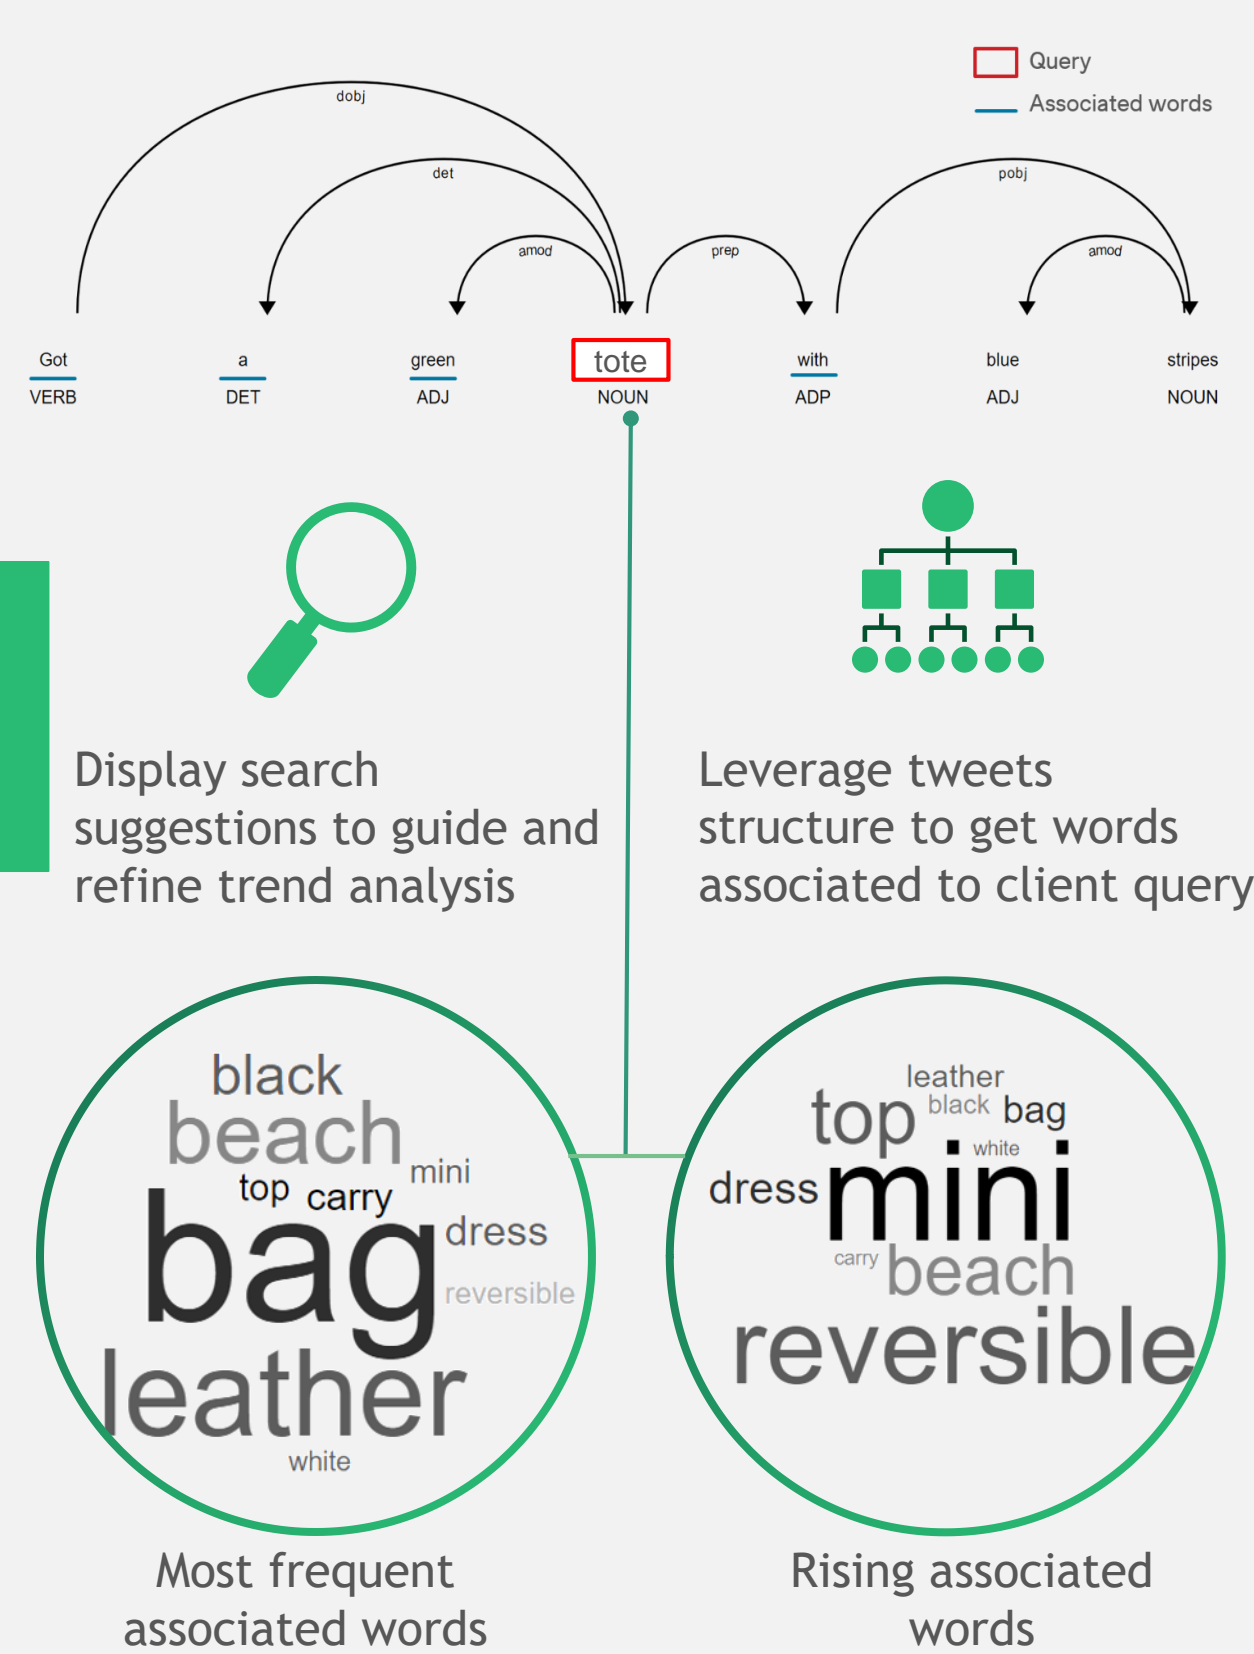 Query
Associated words
dobj
det
pobj
amod
prep
amod
Got a green tote with blue stripes
VERB DET ADJ NOUN ADP ADJ NOUN
Display search
suggestions to guide and
refine trend analysis
Leverage tweets
structure to get words
associated to client query
black
beach
mini
top carry
bag
dress
reversible
leather
white
leather
top black bag
white
dress mini
carry
beach
reversible
Most frequent
associated words
Rising associated
words